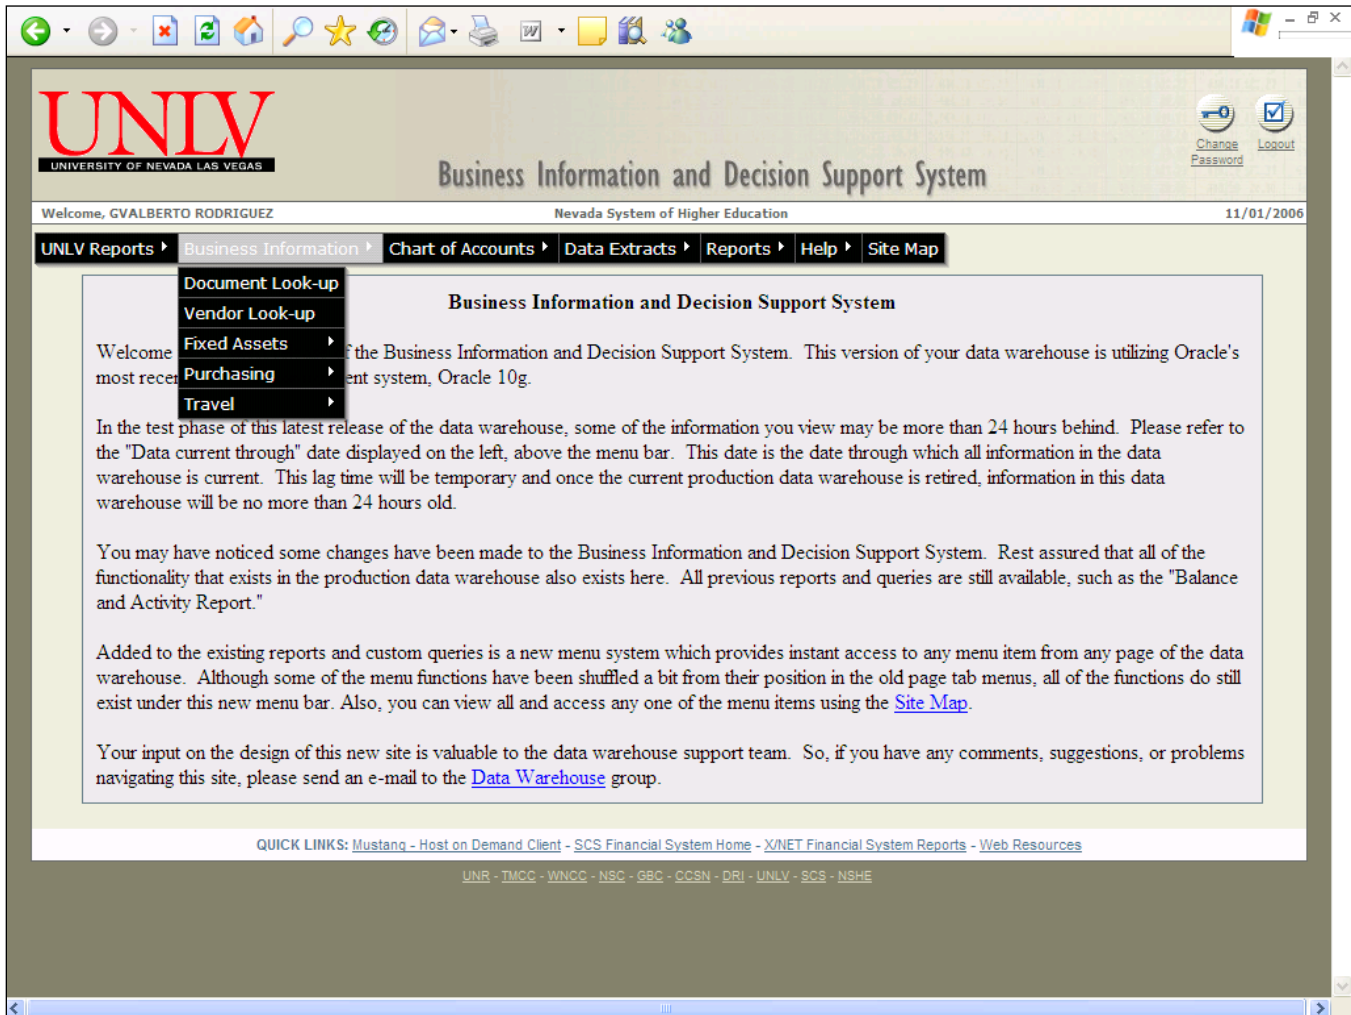 UNLV
UNIVERSITY OF NEVADA LAS VEGAS
Business Information and Decision Support System
Change Password
Logout
Welcome, GVALBERTO RODRIGUEZ Nevada System of Higher Education 11/01/2006
UNLV Reports Business Information Chart of Accounts Data Extracts Reports Help Site Map
Document Look-up
Vendor Look-up
Fixed Assets
Purchasing
Travel
Business Information and Decision Support System
Welcome f the Business Information and Decision Support System. This version of your data warehouse is utilizing Oracle's
most recen ent system, Oracle 10g.
In the test phase of this latest release of the data warehouse, some of the information you view may be more than 24 hours behind. Please refer to
the "Data current through" date displayed on the left, above the menu bar. This date is the date through which all information in the data
warehouse is current. This lag time will be temporary and once the current production data warehouse is retired, information in this data
warehouse will be no more than 24 hours old.
You may have noticed some changes have been made to the Business Information and Decision Support System. Rest assured that all of the
functionality that exists in the production data warehouse also exists here. All previous reports and queries are still available, such as the "Balance
and Activity Report."
Added to the existing reports and custom queries is a new menu system which provides instant access to any menu item from any page of the data
warehouse. Although some of the menu functions have been shuffled a bit from their position in the old page tab menus, all of the functions do still
exist under this new menu bar. Also, you can view all and access any one of the menu items using the Site Map.
Your input on the design of this new site is valuable to the data warehouse support team. So, if you have any comments, suggestions, or problems
navigating this site, please send an e-mail to the Data Warehouse group.
QUICK LINKS: Mustang - Host on Demand Client - SCS Financial System Home - X/NET Financial System Reports - Web Resources
UNR - TMCC - WNCC - NSC - GBC - CCSN - DRI - UNLV - SCS - NSHE